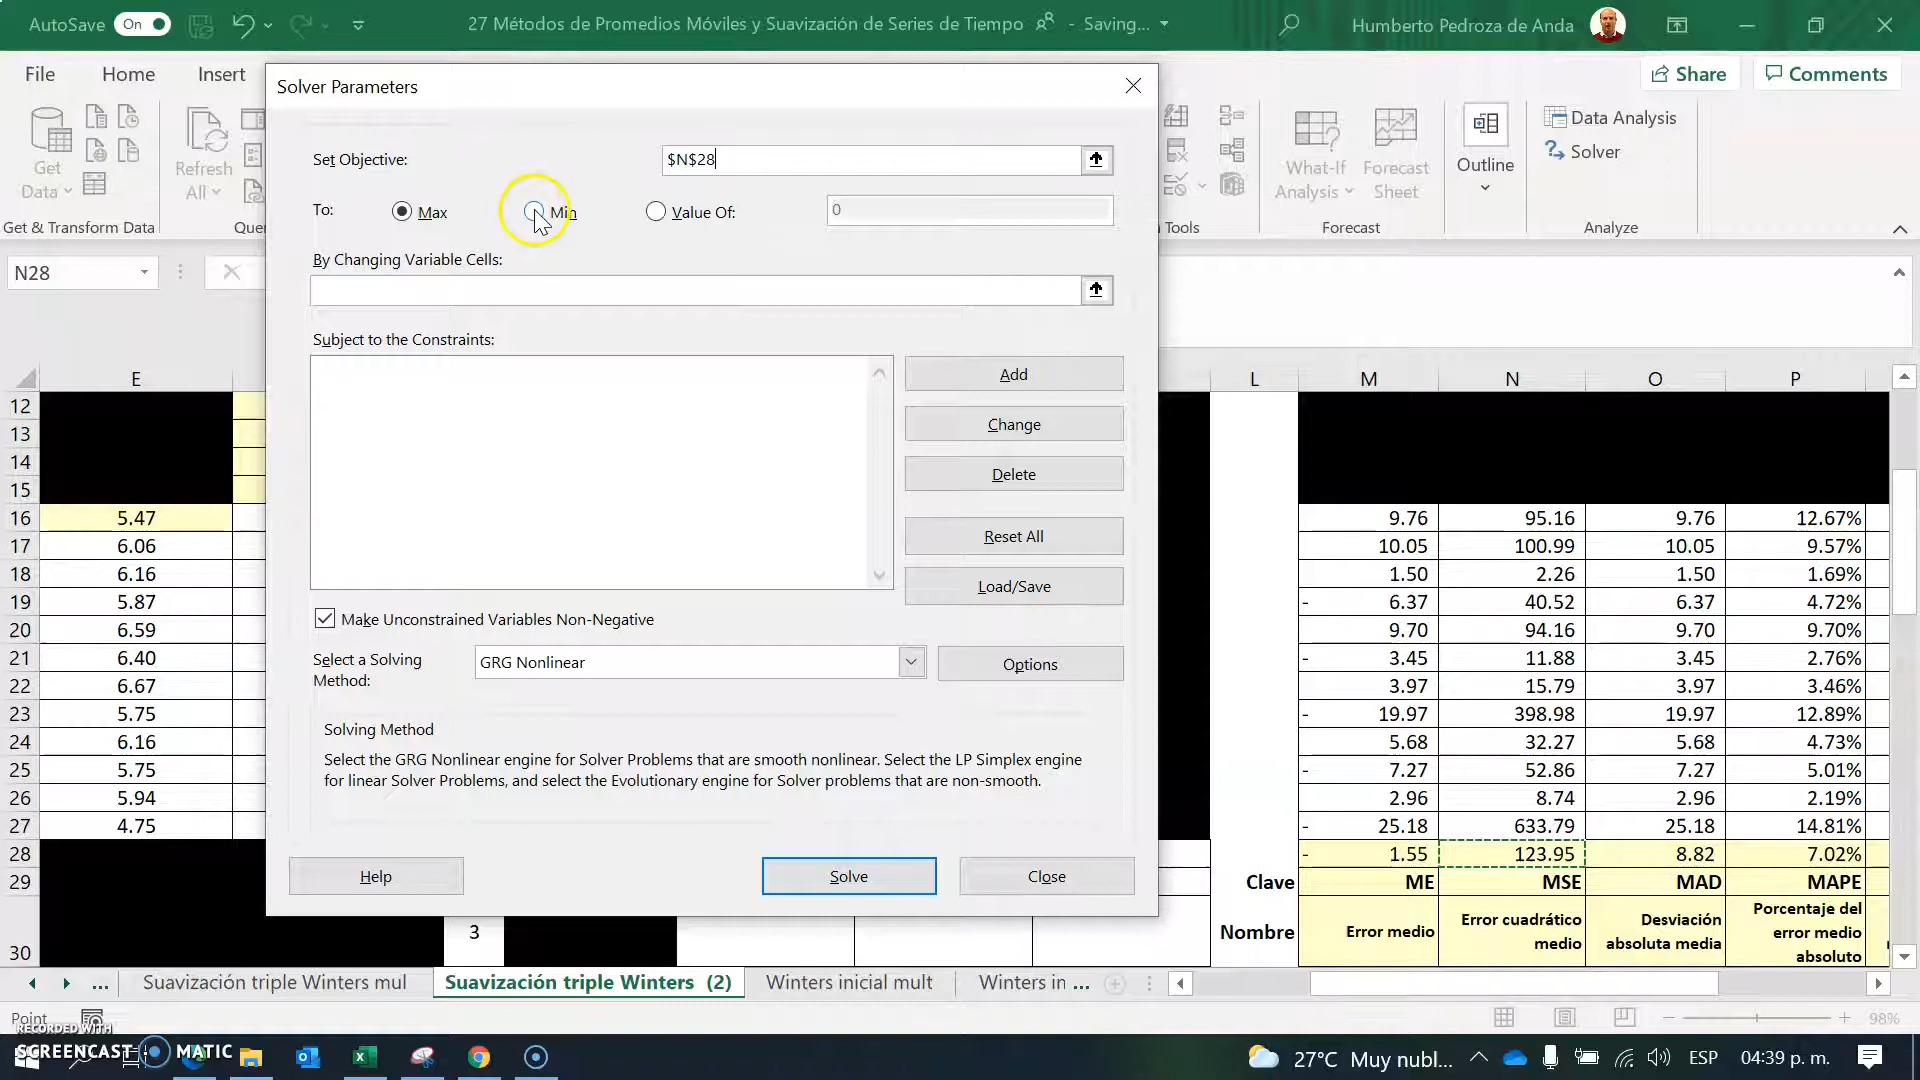 AutoSave On 27 Métodos de Promedios Móviles y Suavización de Series de Tiempo - Saving... Humberto Pedroza de Anda
File Home Insert Share Comments
Solver Parameters
Get Data Refresh All What-If Analysis Forecast Sheet Outline Data Analysis
Solver
Get & Transform Data Quer Tools Forecast Analyze
N28
Set Objective: $N$28
To: Max Min Value Of: 0
By Changing Variable Cells:
Subject to the Constraints:
Add
Change
Delete
Reset All
Load/Save
Make Unconstrained Variables Non-Negative
Select a Solving Method: GRG Nonlinear Options
Solving Method
Select the GRG Nonlinear engine for Solver Problems that are smooth nonlinear. Select the LP Simplex engine
for linear Solver Problems, and select the Evolutionary engine for Solver problems that are non-smooth.
Help Solve Close
E L M N O P
12
13
14
15
16 5.47 9.76 95.16 9.76 12.67%
17 6.06 10.05 100.99 10.05 9.57%
18 6.16 1.50 2.26 1.50 1.69%
19 5.87 - 6.37 40.52 6.37 4.72%
20 6.59 9.70 94.16 9.70 9.70%
21 6.40 - 3.45 11.88 3.45 2.76%
22 6.67 3.97 15.79 3.97 3.46%
23 5.75 - 19.97 398.98 19.97 12.89%
24 6.16 5.68 32.27 5.68 4.73%
25 5.75 - 7.27 52.86 7.27 5.01%
26 5.94 2.96 8.74 2.96 2.19%
27 4.75 - 25.18 633.79 25.18 14.81%
28 - 1.55 123.95 8.82 7.02%
29 Clave ME MSE MAD MAPE
30 3 Nombre Error medio Error cuadrático medio Desviación absoluta media Porcentaje del error medio absoluto
... Suavización triple Winters mul Suavización triple Winters (2) Winters inicial mult Winters in ...
Point 98%
RECORDED WITH
SCREENCAST MATIC
27°C Muy nubl... ESP 04:39 p. m.